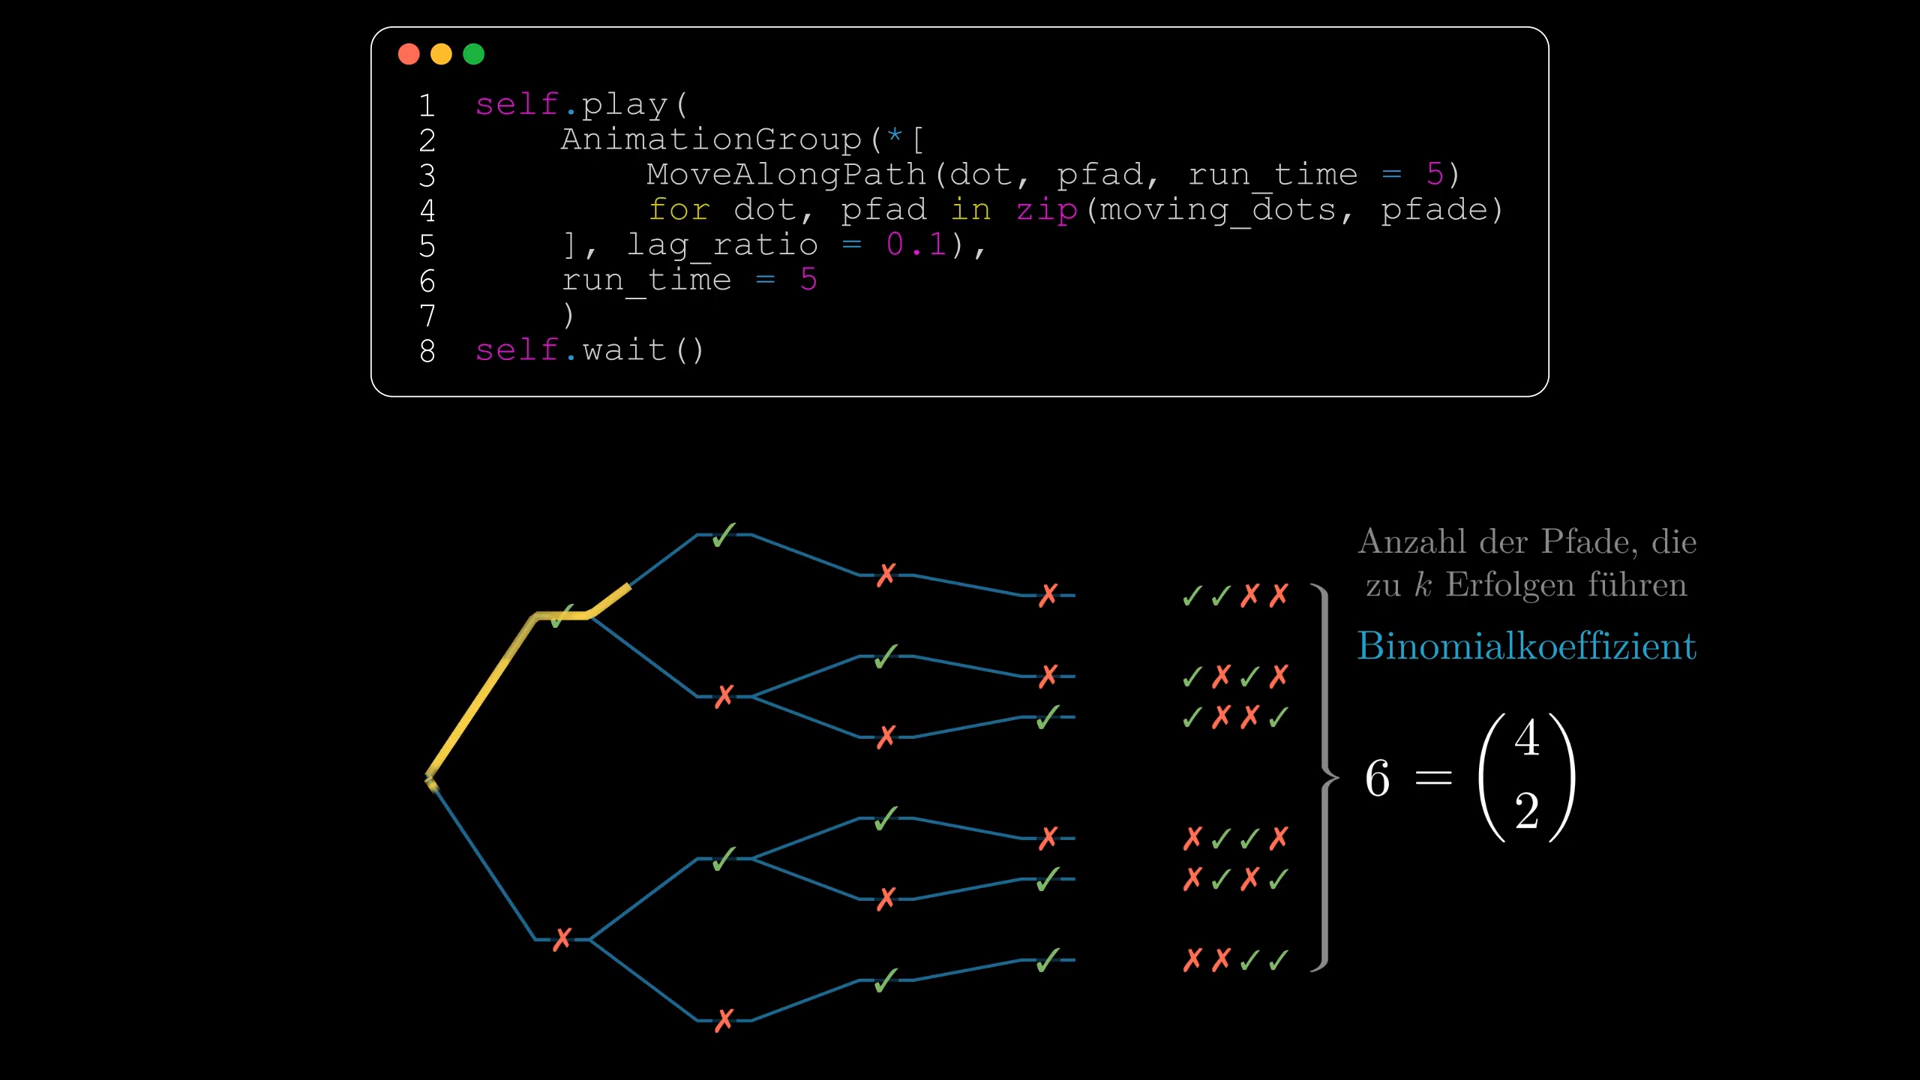 1 self.play(
2 AnimationGroup(*[
3 MoveAlongPath(dot, pfad, run_time = 5)
4 for dot, pfad in zip(moving_dots, pfade)
5 ], lag_ratio = 0.1),
6 run_time = 5
7 )
8 self.wait()
Anzahl der Pfade, die
zu k Erfolgen führen
Binomialkoeffizient
✓
✗
✗
✓✓✗✗
✓
✓
✗
✓✗✓✗
✗
✗
✓
✓✗✗✓
6 = (4
2)
✓
✓
✗
✗✓✓✗
✗
✗
✓
✗✓✗✓
✗
✓
✓
✗✗✓✓